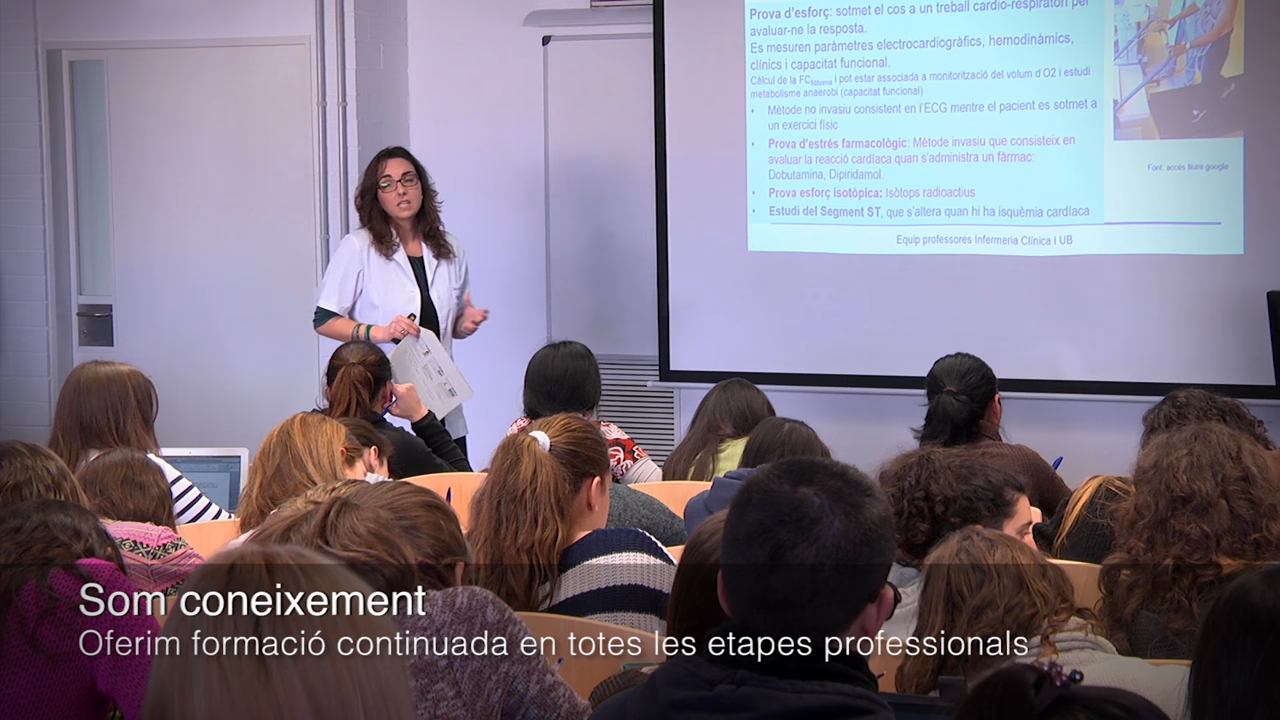 Prova d'esforç: sotmet el cos a un treball cardio-respiratori per
avaluar-ne la resposta.
Es mesuren paràmetres electrocardiogràfics, hemodinàmics,
clínics i capacitat funcional.
Càlcul de la FCMàxima i pot estar associada a monitorització del volum d'O2 i estudi
metabolisme anaerobi (capacitat funcional)
• Mètode no invasiu consistent en l'ECG mentre el pacient es sotmet a
un exercici físic
• Prova d'estrés farmacològic: Mètode invasiu que consisteix en
avaluar la reacció cardíaca quan s'administra un fàrmac:
Dobutamina, Dipiridamol.
• Prova esforç isotòpica: Isòtops radioactius
• Estudi del Segment ST, que s'altera quan hi ha isquèmia cardíaca
Font: accés lliure google
Equip professores Infermeria Clínica I UB
Som coneixement
Oferim formació continuada en totes les etapes professionals